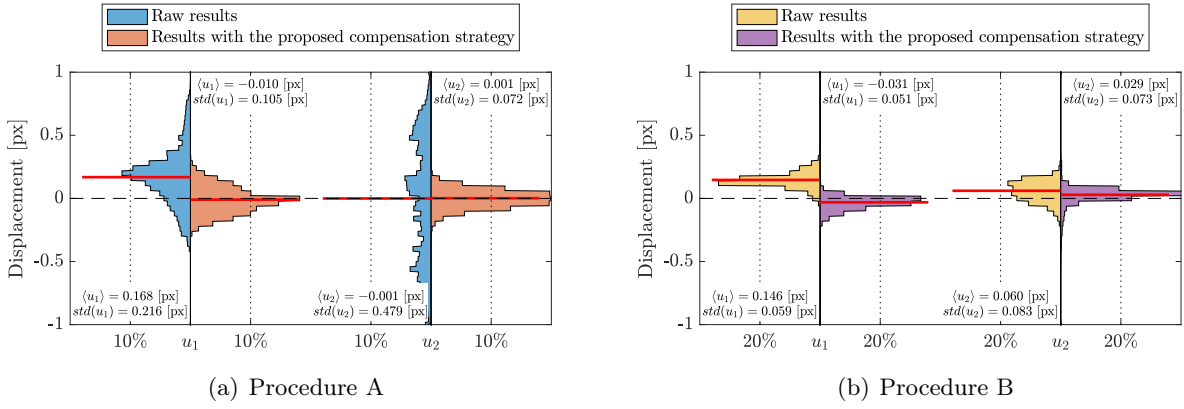 Raw results
Results with the proposed compensation strategy
Displacement [px]
1
0.5
0
-0.5
-1
⟨u₁⟩ = −0.010 [px]
std(u₁) = 0.105 [px]
⟨u₂⟩ = 0.001 [px]
std(u₂) = 0.072 [px]
⟨u₁⟩ = 0.168 [px]
std(u₁) = 0.216 [px]
⟨u₂⟩ = −0.001 [px]
std(u₂) = 0.479 [px]
10% u₁ 10% 10% u₂ 10%
(a) Procedure A
Raw results
Results with the proposed compensation strategy
Displacement [px]
1
0.5
0
-0.5
-1
⟨u₁⟩ = −0.031 [px]
std(u₁) = 0.051 [px]
⟨u₂⟩ = 0.029 [px]
std(u₂) = 0.073 [px]
⟨u₁⟩ = 0.146 [px]
std(u₁) = 0.059 [px]
⟨u₂⟩ = 0.060 [px]
std(u₂) = 0.083 [px]
20% u₁ 20% 20% u₂ 20%
(b) Procedure B